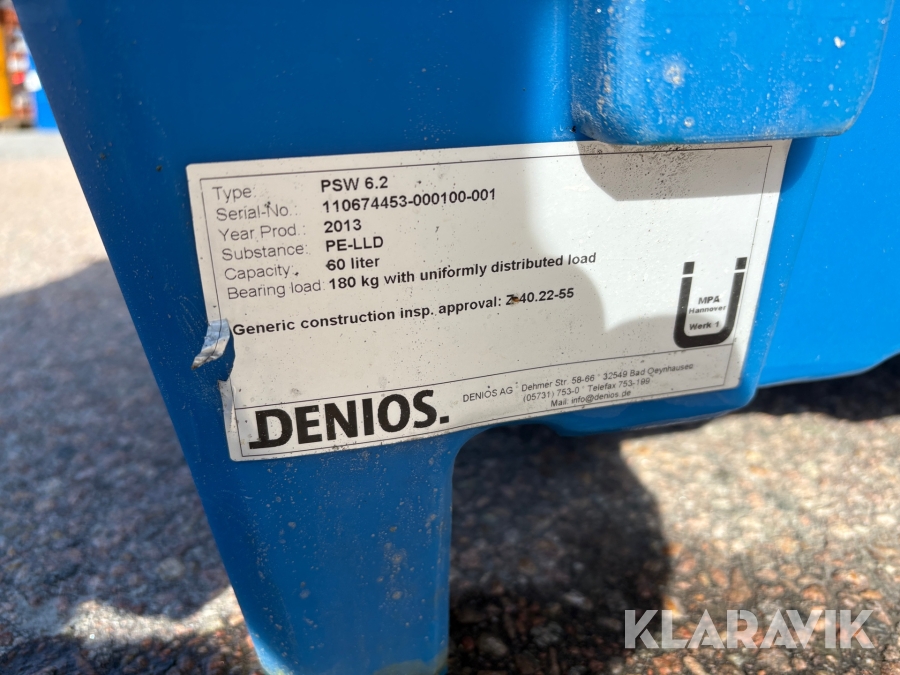 Type: PSW 6.2
Serial-No.: 110674453-000100-001
Year Prod.: 2013
Substance: PE-LLD
Capacity: 60 liter
Bearing load: 180 kg with uniformly distributed load
Generic construction insp. approval: Z-40.22-55
MPA
Hannover
Werk 1
DENIOS.
DENIOS AG · Dehmer Str. 58-66 · 32549 Bad Oeynhausen
(05731) 753-0 · Telefax 753-199
Mail: info@denios.de
KLARAVIK